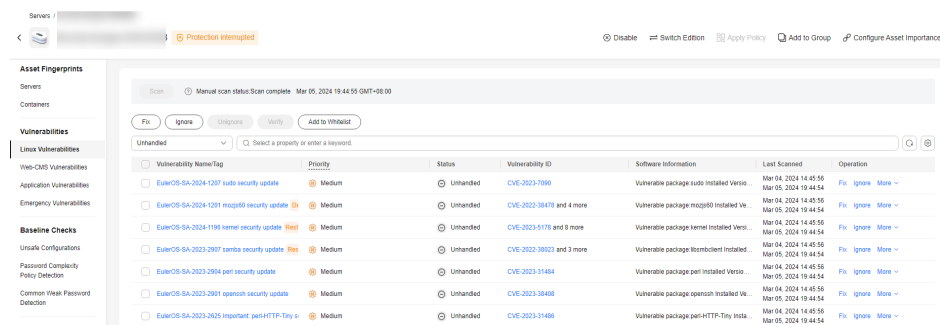 Servers /
Protection interrupted
Disable
Switch Edition
Apply Policy
Add to Group
Configure Asset Importance
Asset Fingerprints
Servers
Containers
Vulnerabilities
Linux Vulnerabilities
Web-CMS Vulnerabilities
Application Vulnerabilities
Emergency Vulnerabilities
Baseline Checks
Unsafe Configurations
Password Complexity
Policy Detection
Common Weak Password
Detection
Scan
Manual scan status:Scan complete Mar 05, 2024 19:44:55 GMT+08:00
Fix
Ignore
Unignore
Verify
Add to Whitelist
Unhandled
Select a property or enter a keyword.
Vulnerability Name/Tag Priority Status Vulnerability ID Software Information Last Scanned Operation
EulerOS-SA-2024-1207 sudo security update Medium Unhandled CVE-2023-7090 Vulnerable package:sudo Installed Versio... Mar 04, 2024 14:45:56 Fix Ignore More
Mar 05, 2024 19:44:54
EulerOS-SA-2024-1201 mozjs60 security update Medium Unhandled CVE-2022-38478 and 4 more Vulnerable package:mozjs60 Installed Ve... Mar 04, 2024 14:45:56 Fix Ignore More
Mar 05, 2024 19:44:54
EulerOS-SA-2024-1196 kernel security update Rest Medium Unhandled CVE-2023-5178 and 8 more Vulnerable package:kernel Installed Versi... Mar 04, 2024 14:45:56 Fix Ignore More
Mar 05, 2024 19:44:54
EulerOS-SA-2023-2907 samba security update Res Medium Unhandled CVE-2022-38023 and 3 more Vulnerable package:libsmbclient Installed... Mar 04, 2024 14:45:56 Fix Ignore More
Mar 05, 2024 19:44:54
EulerOS-SA-2023-2904 perl security update Medium Unhandled CVE-2023-31484 Vulnerable package:perl Installed Versio... Mar 04, 2024 14:45:56 Fix Ignore More
Mar 05, 2024 19:44:54
EulerOS-SA-2023-2901 openssh security update Medium Unhandled CVE-2023-38408 Vulnerable package:openssh Installed Ve... Mar 04, 2024 14:45:56 Fix Ignore More
Mar 05, 2024 19:44:54
EulerOS-SA-2023-2625 Important: perl-HTTP-Tiny s Medium Unhandled CVE-2023-31486 Vulnerable package:perl-HTTP-Tiny Insta... Mar 04, 2024 14:45:56 Fix Ignore More
Mar 05, 2024 19:44:54